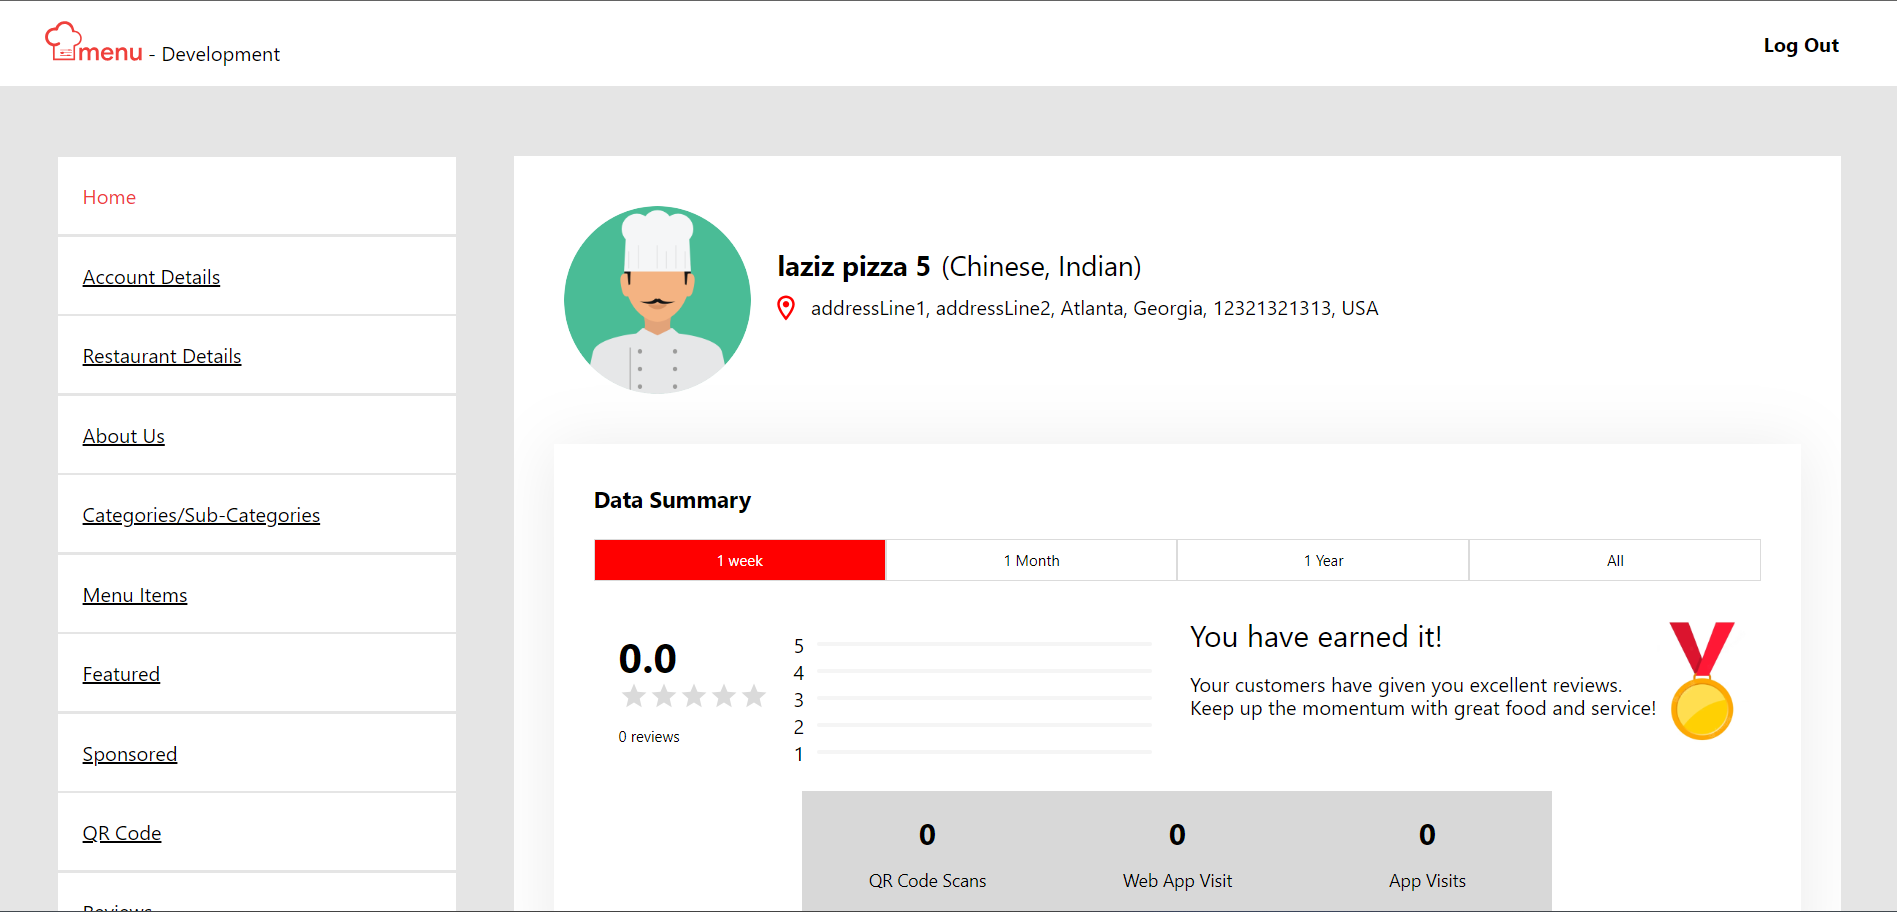 menu - Development
Log Out
Home
Account Details
Restaurant Details
About Us
Categories/Sub-Categories
Menu Items
Featured
Sponsored
QR Code
Reviews
laziz pizza 5 (Chinese, Indian)
addressLine1, addressLine2, Atlanta, Georgia, 12321321313, USA
Data Summary
1 week
1 Month
1 Year
All
0.0
0 reviews
5
4
3
2
1
You have earned it!
Your customers have given you excellent reviews.
Keep up the momentum with great food and service!
0
QR Code Scans
0
Web App Visit
0
App Visits